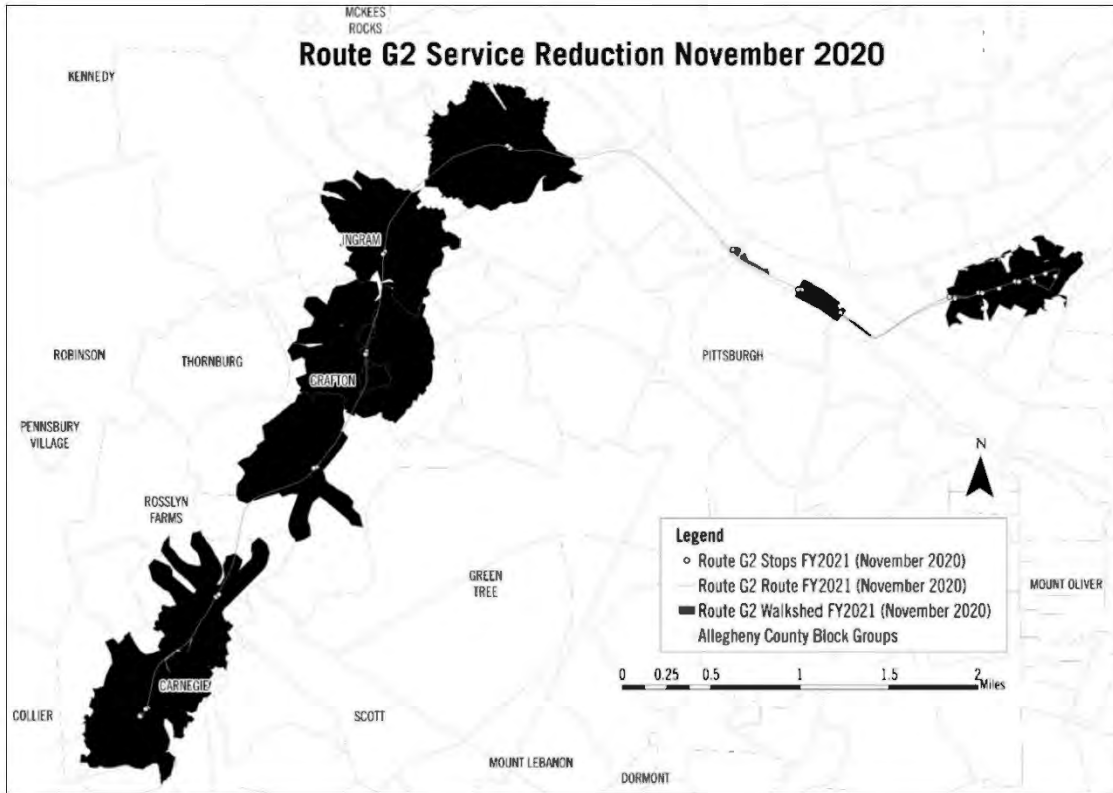 MCKEES
ROCKS
Route G2 Service Reduction November 2020
KENNEDY
INGRAM
ROBINSON
THORNBURG
CRAFTON
PITTSBURGH
PENNSBURY
VILLAGE
N
ROSSLYN
FARMS
Legend
Route G2 Stops FY2021 (November 2020)
Route G2 Route FY2021 (November 2020)
Route G2 Walkshed FY2021 (November 2020)
Allegheny County Block Groups
GREEN
TREE
MOUNT OLIVER
0 0.25 0.5 1 1.5 2
Miles
CARNEGIE
COLLIER
SCOTT
MOUNT LEBANON
DORMONT